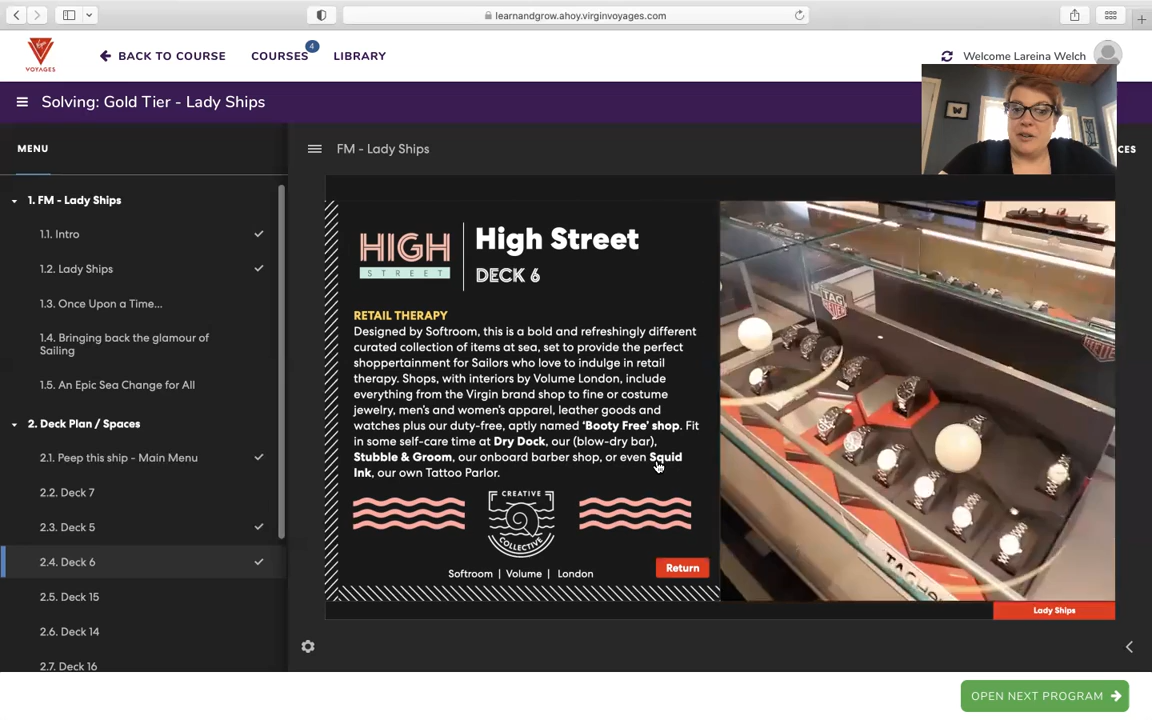 learnandgrow.ahoy.virginvoyages.com
VOYAGES
BACK TO COURSE
COURSES
4
LIBRARY
Welcome Lareina Welch
Solving: Gold Tier - Lady Ships
MENU
FM - Lady Ships
CES
1. FM - Lady Ships
1.1. Intro
1.2. Lady Ships
1.3. Once Upon a Time...
1.4. Bringing back the glamour of
Sailing
1.5. An Epic Sea Change for All
2. Deck Plan / Spaces
2.1. Peep this ship - Main Menu
2.2. Deck 7
2.3. Deck 5
2.4. Deck 6
2.5. Deck 15
2.6. Deck 14
2.7. Deck 16
HIGH
STREET
High Street
DECK 6
RETAIL THERAPY
Designed by Softroom, this is a bold and refreshingly different
curated collection of items at sea, set to provide the perfect
shoppertainment for Sailors who love to indulge in retail
therapy. Shops, with interiors by Volume London, include
everything from the Virgin brand shop to fine or costume
jewelry, men's and women's apparel, leather goods and
watches plus our duty-free, aptly named 'Booty Free' shop. Fit
in some self-care time at Dry Dock, our (blow-dry bar),
Stubble & Groom, our onboard barber shop, or even Squid
Ink, our own Tattoo Parlor.
CREATIVE
COLLECTIVE
Softroom | Volume | London
Return
TAG
HEUER
Lady Ships
OPEN NEXT PROGRAM